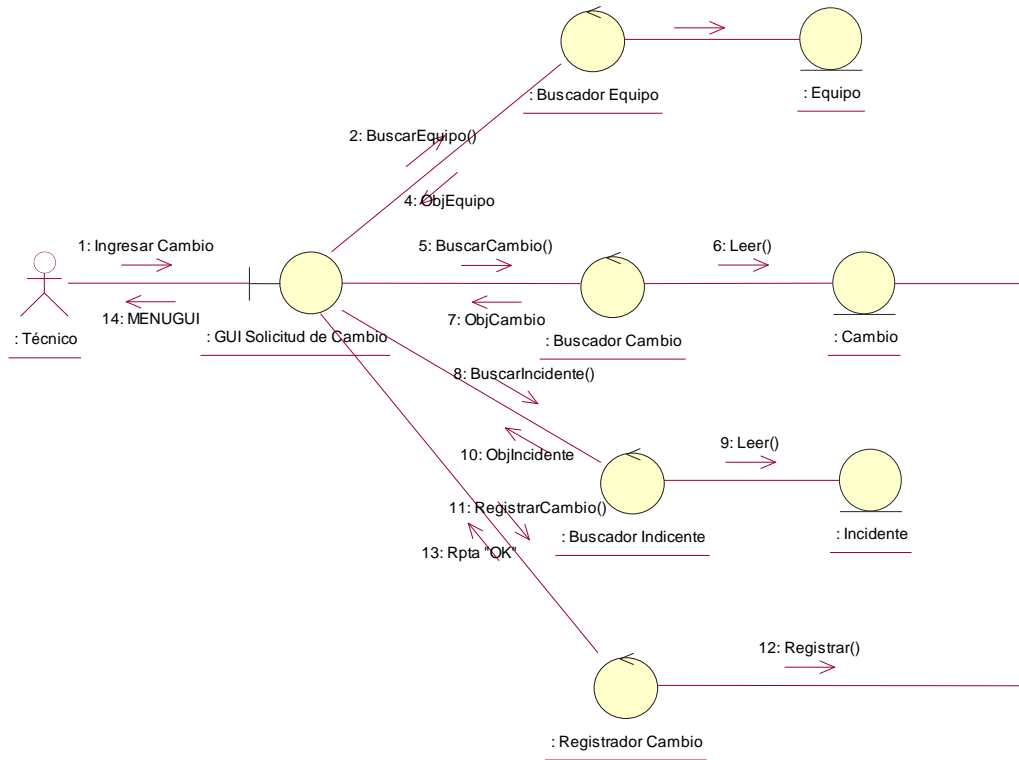 : Buscador Equipo
: Equipo
2: BuscarEquipo()
4: ObjEquipo
1: Ingresar Cambio
5: BuscarCambio()
6: Leer()
14: MENUGUI
7: ObjCambio
: Técnico
: GUI Solicitud de Cambio
: Buscador Cambio
: Cambio
8: BuscarIncidente()
9: Leer()
10: ObjIncidente
11: RegistrarCambio()
: Buscador Indicente
: Incidente
13: Rpta "OK"
12: Registrar()
: Registrador Cambio